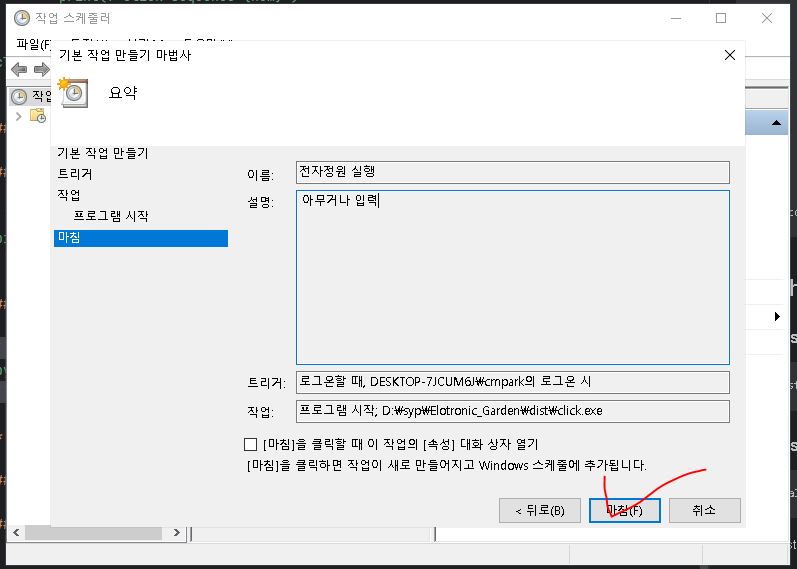 작업 스케줄러
파일(F)
기본 작업 만들기 마법사
요약
작업
기본 작업 만들기
트리거
작업
프로그램 시작
마침
이름: 전자정원 실행
설명: 아무거나 입력
트리거: 로그온할 때, DESKTOP-7JCUM6J₩cmpark의 로그온 시
작업: 프로그램 시작; D:₩syp₩Elotronic_Garden₩dist₩click.exe
[마침]을 클릭할 때 이 작업의 [속성] 대화 상자 열기
[마침]을 클릭하면 작업이 새로 만들어지고 Windows 스케줄에 추가됩니다.
< 뒤로(B) 마침(F) 취소